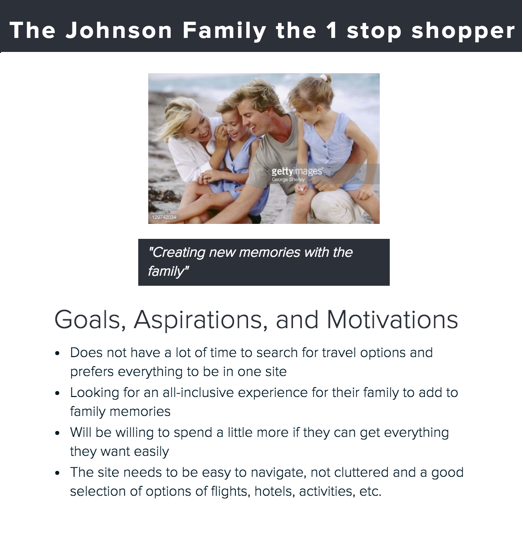 The Johnson Family the 1 stop shopper
gettyimages®
George Shelley
"Creating new memories with the
family"
Goals, Aspirations, and Motivations
• Does not have a lot of time to search for travel options and
prefers everything to be in one site
• Looking for an all-inclusive experience for their family to add to
family memories
• Will be willing to spend a little more if they can get everything
they want easily
• The site needs to be easy to navigate, not cluttered and a good
selection of options of flights, hotels, activities, etc.